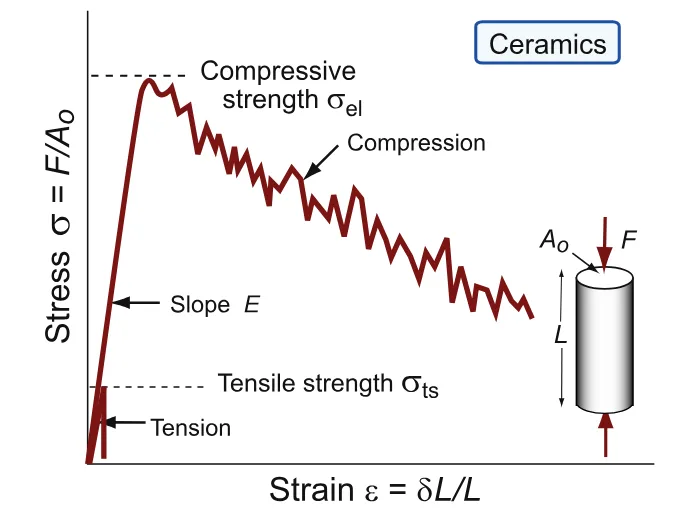 Ceramics
Compressive
strength σel
Compression
Stress σ = F/Ao
Ao
F
Slope E
L
Tensile strength σts
Tension
Strain ε = δL/L